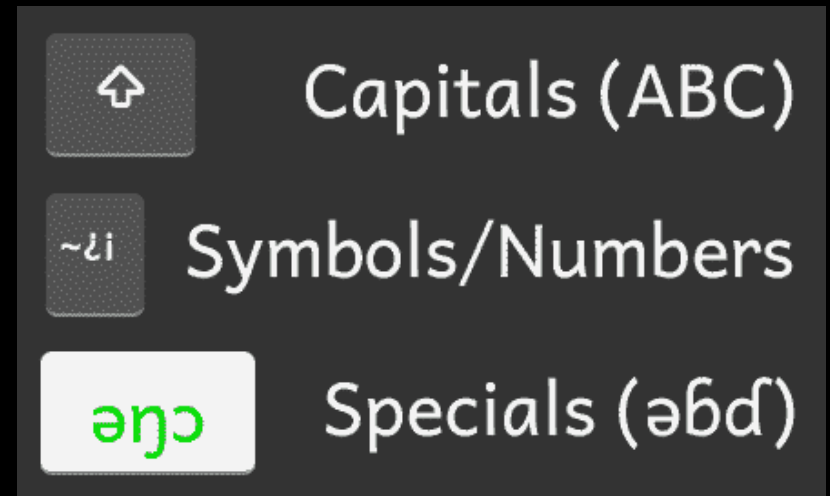 Capitals (ABC)
~¿¡ Symbols/Numbers
əŋɔ Specials (əɓɗ)